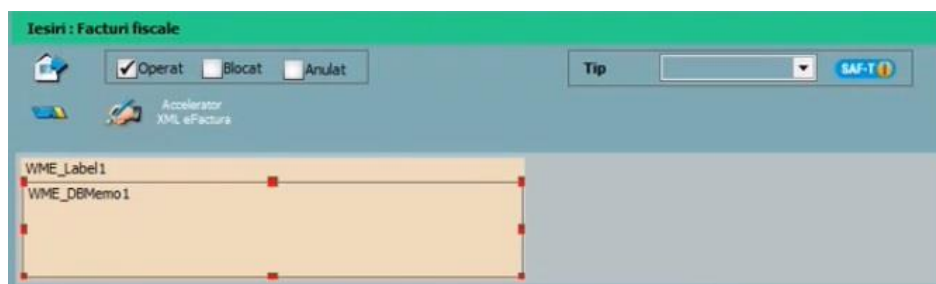 Iesiri : Facturi fiscale
Operat Blocat Anulat Tip SAF-T
Accelerator
XML eFactura
WME_Label1
WME_DBMemo1